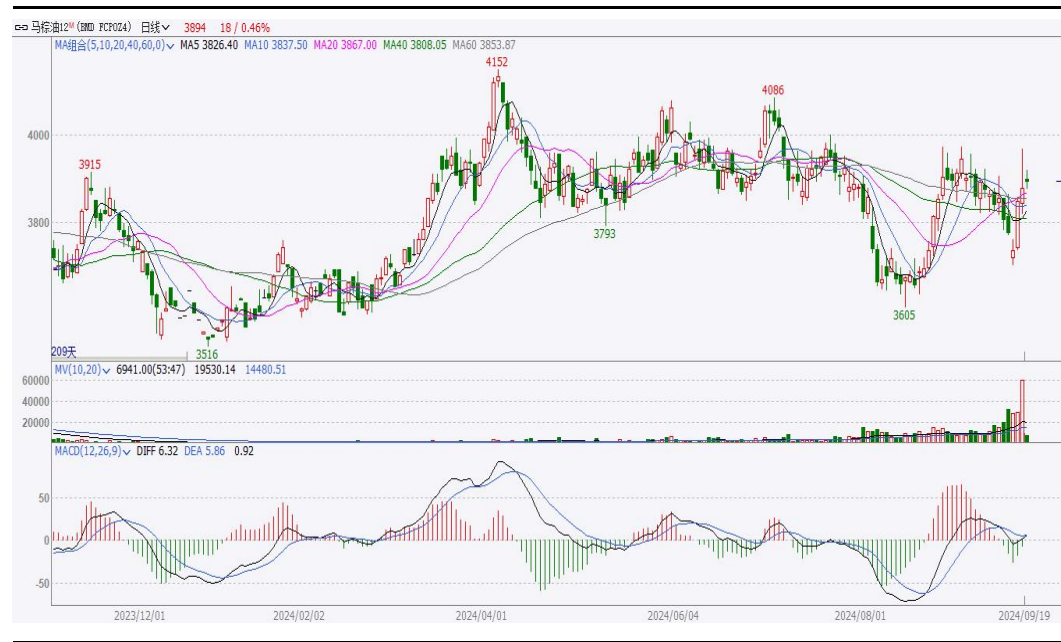 马棕油12M (BMD FCPOZ4) 日线 3894 18 / 0.46%
MA组合(5,10,20,40,60,0) MA5 3826.40 MA10 3837.50 MA20 3867.00 MA40 3808.05 MA60 3853.87
4152
4086
4000
3915
3800
3793
3605
209天
3516
MV(10,20) 6941.00(53:47) 19530.14 14480.51
60000
40000
20000
MACD(12,26,9) DIFF 6.32 DEA 5.86 0.92
50
0
-50
2023/12/01 2024/02/02 2024/04/01 2024/06/04 2024/08/01 2024/09/19